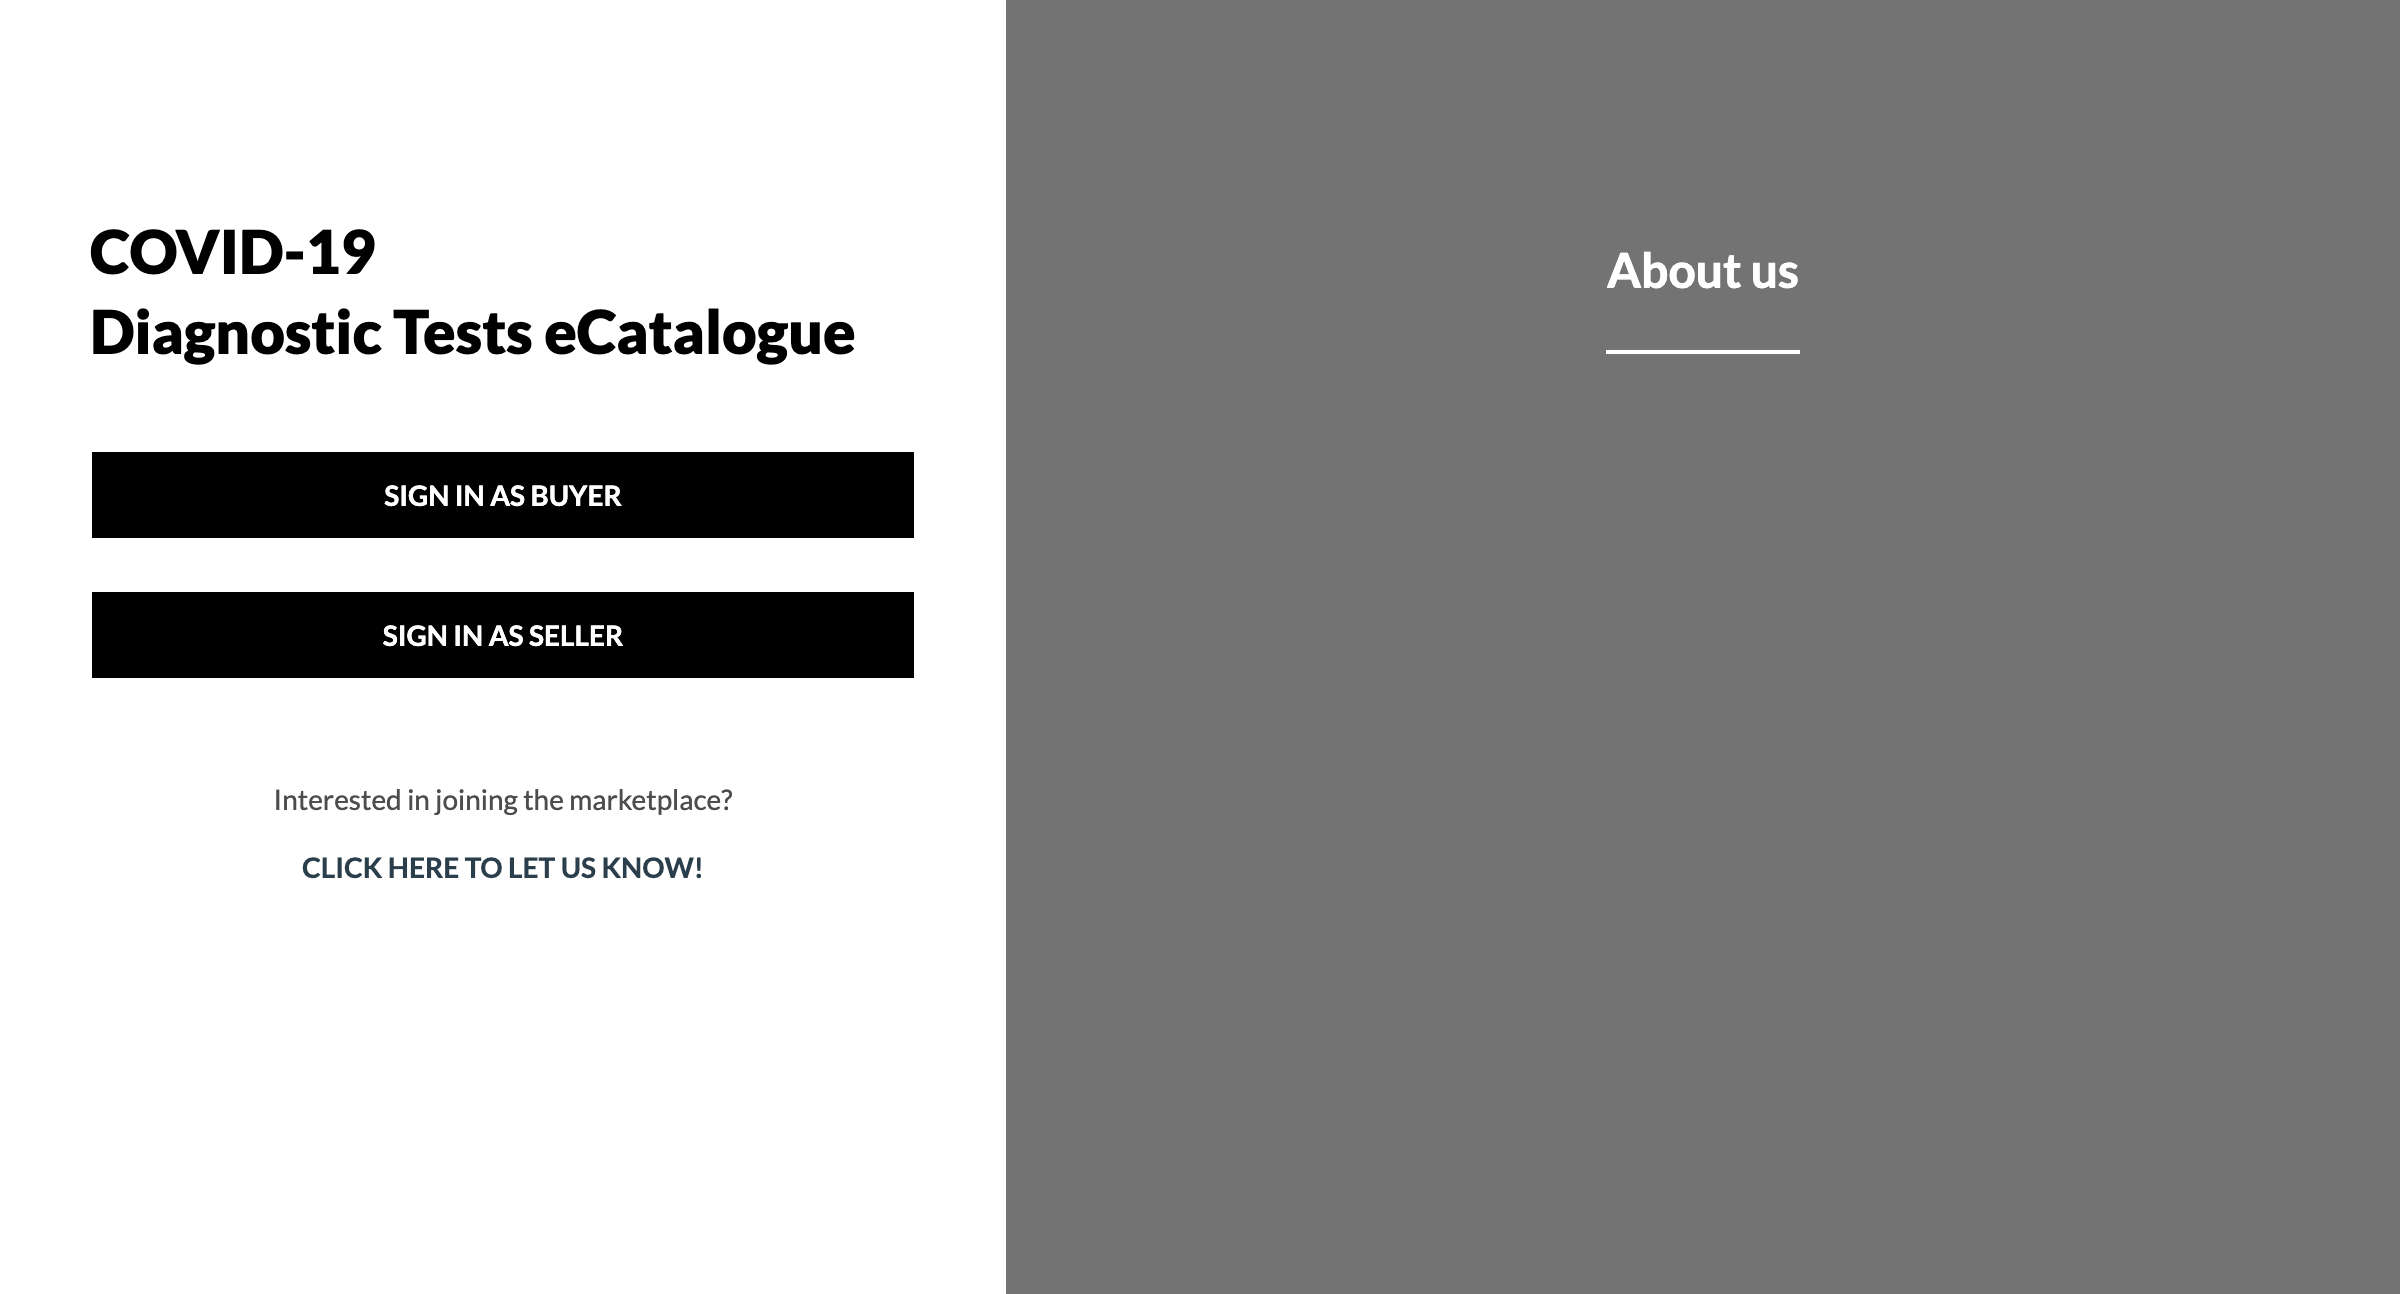 COVID-19
Diagnostic Tests eCatalogue
SIGN IN AS BUYER
SIGN IN AS SELLER
Interested in joining the marketplace?
CLICK HERE TO LET US KNOW!
About us